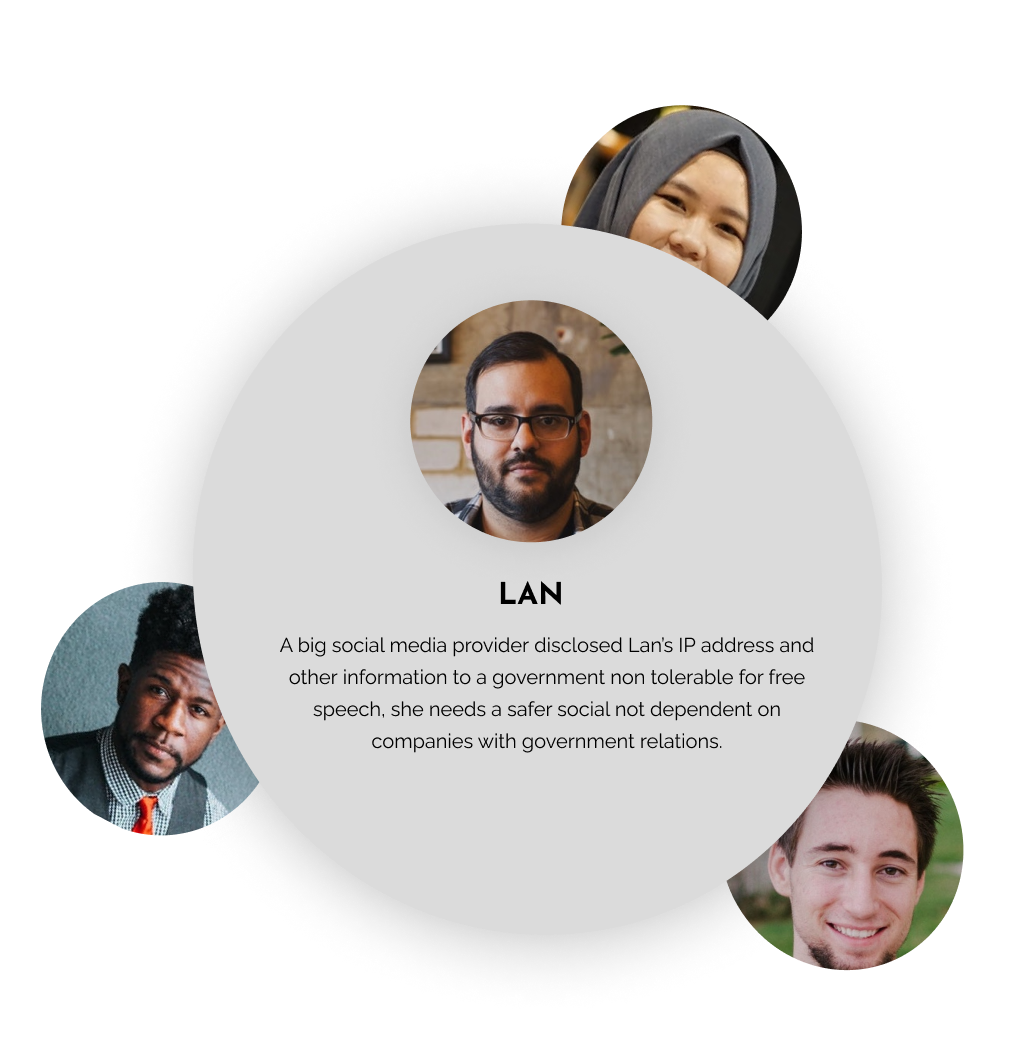 LAN
A big social media provider disclosed Lan's IP address and
other information to a government non tolerable for free
speech, she needs a safer social not dependent on
companies with government relations.